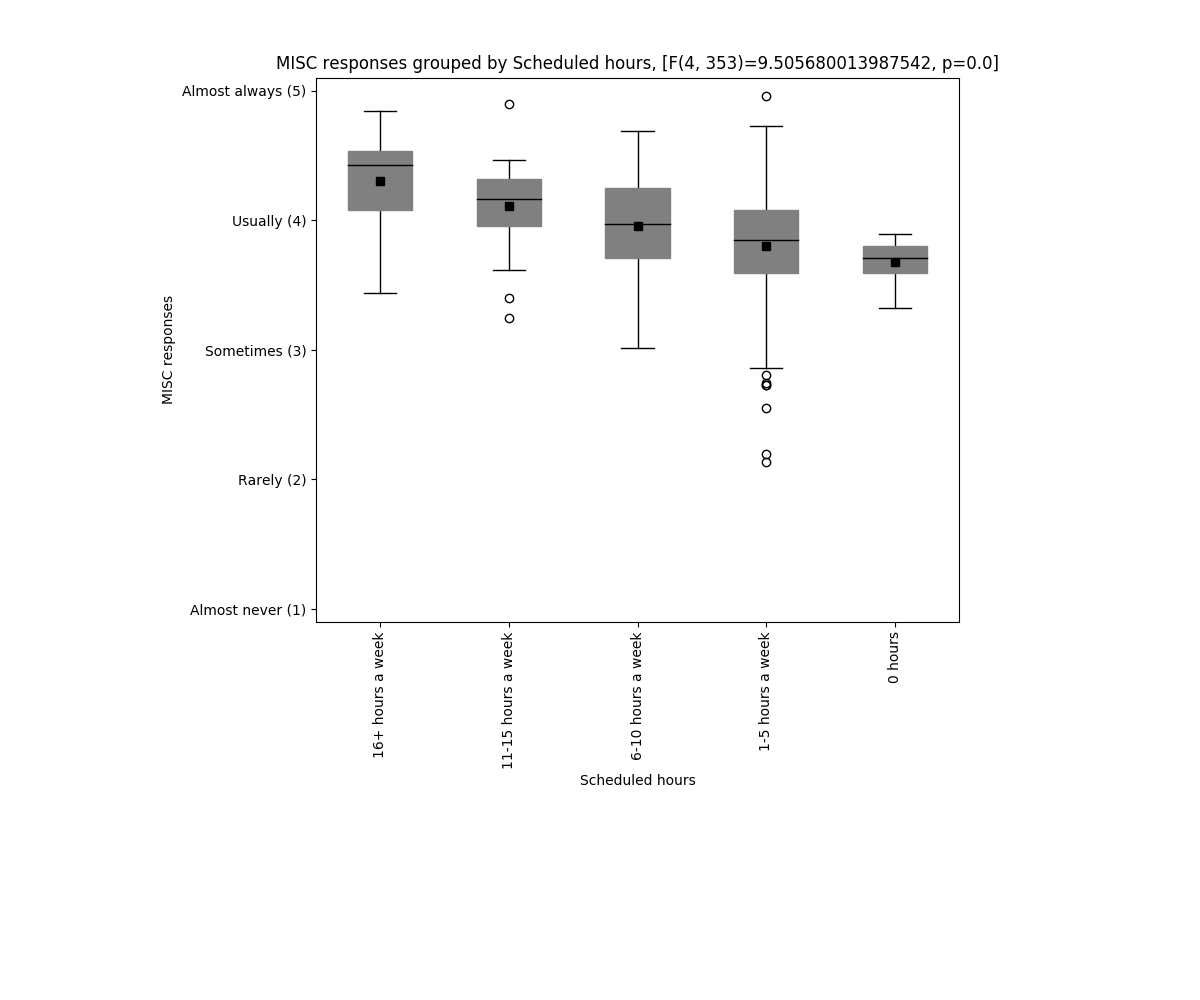 MISC responses grouped by Scheduled hours, [F(4, 353)=9.505680013987542, p=0.0]
Almost always (5)
Usually (4)
Sometimes (3)
Rarely (2)
Almost never (1)
MISC responses
16+ hours a week
11-15 hours a week
6-10 hours a week
1-5 hours a week
0 hours
Scheduled hours